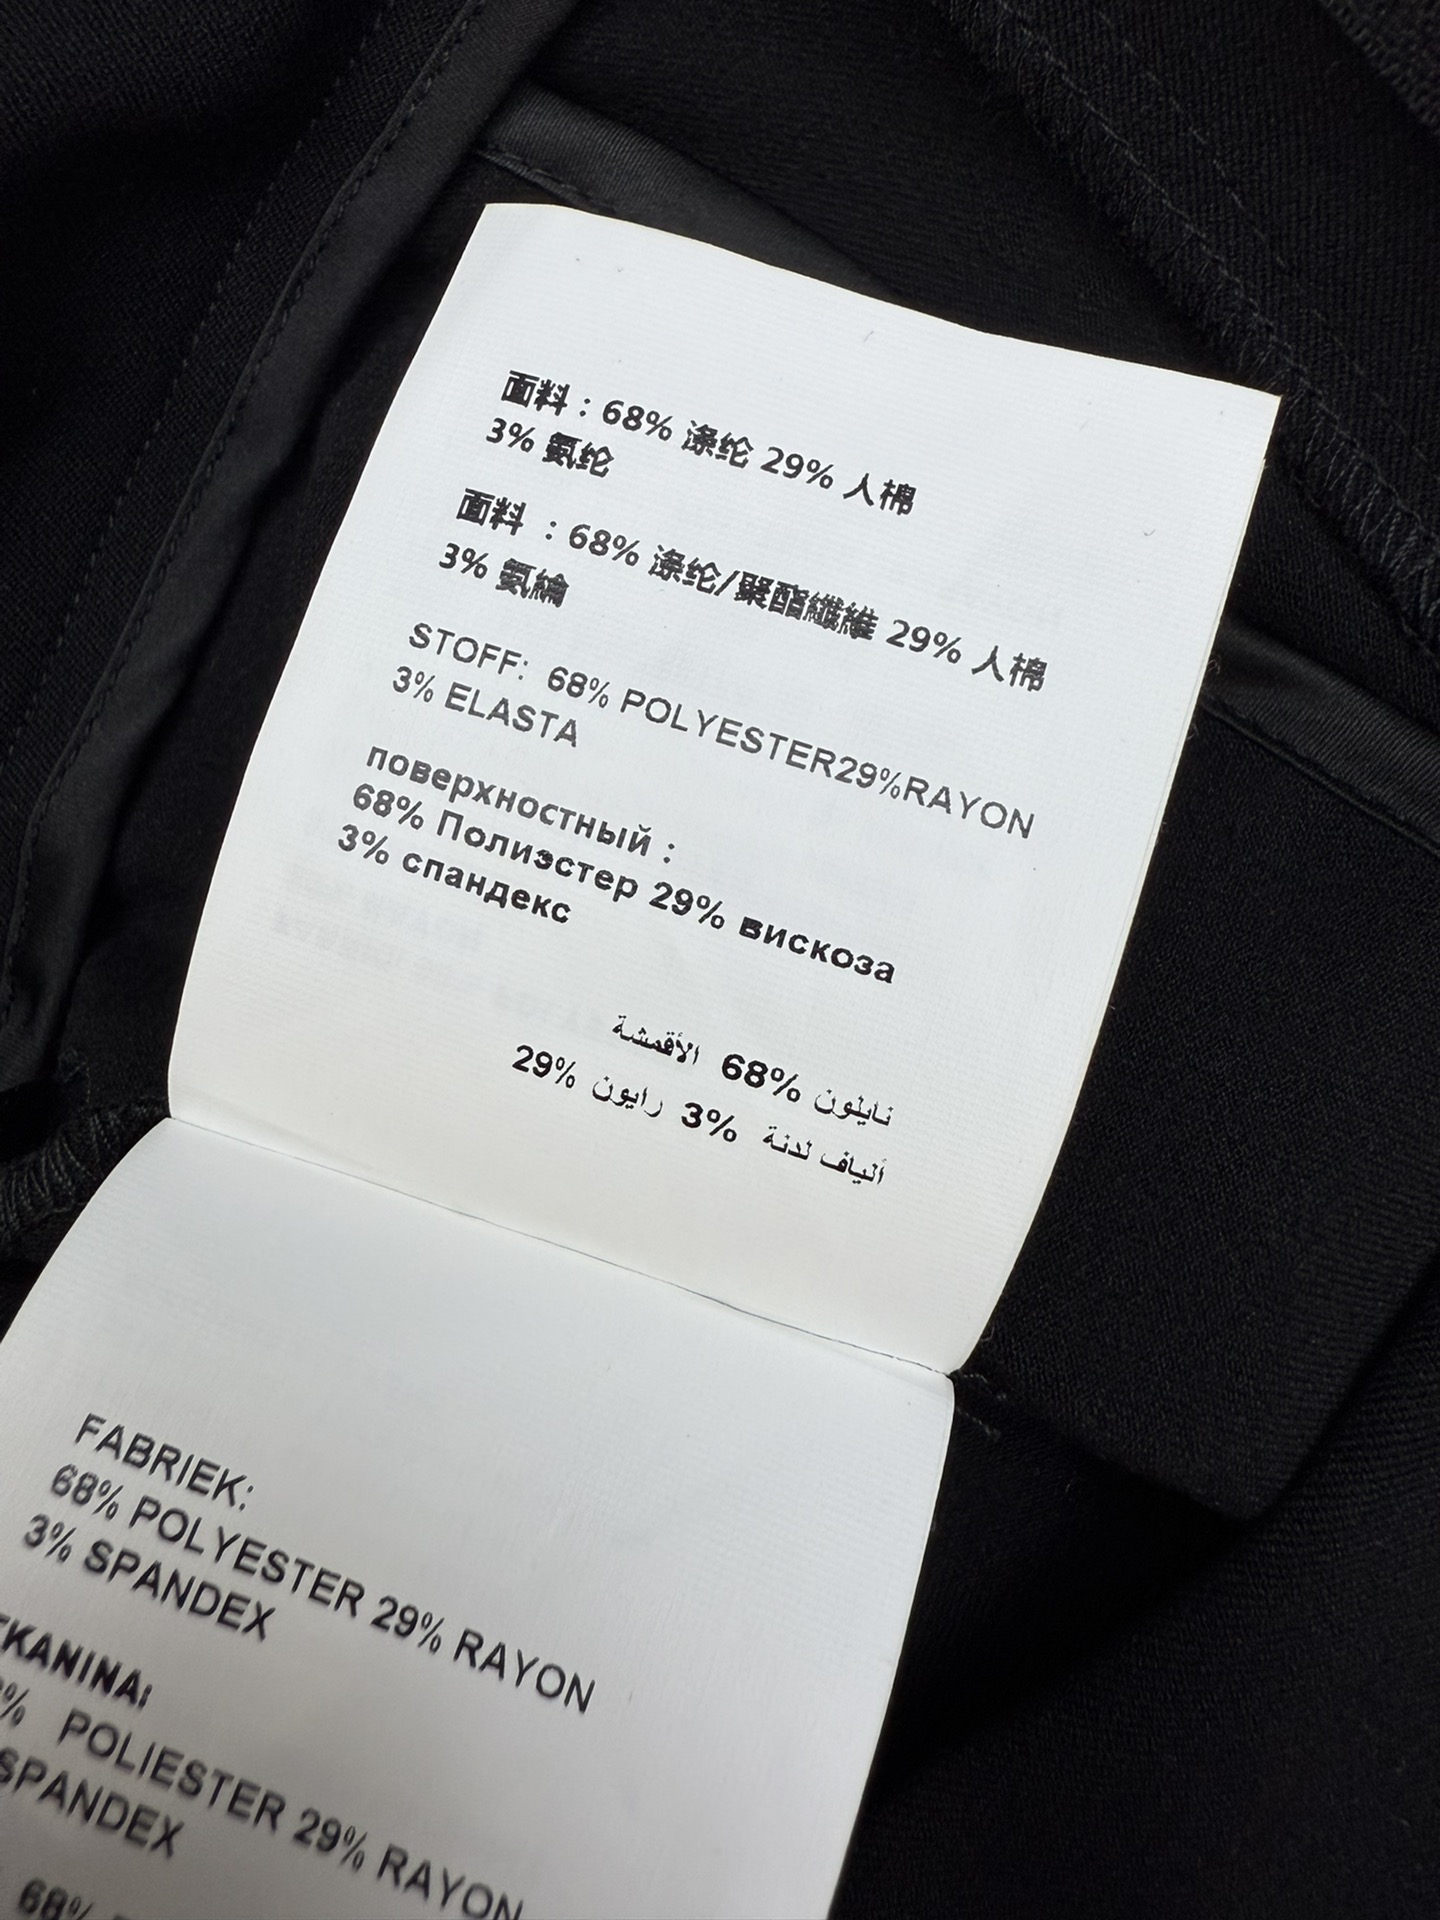 面料：68% 涤纶 29% 人棉
3% 氨纶
面料 ：68% 涤纶/聚酯纖維 29% 人棉
3% 氨綸
STOFF: 68% POLYESTER29%RAYON
3% ELASTA
поверхностный :
68% Полиэстер 29% вискоза
3% спандекс
نايلون 68% الأقمشة
ألياف لدنة 3% رايون 29%
FABRIEK:
68% POLYESTER 29% RAYON
3% SPANDEX
TKANINA:
% POLIESTER 29% RAYON
SPANDEX
68%